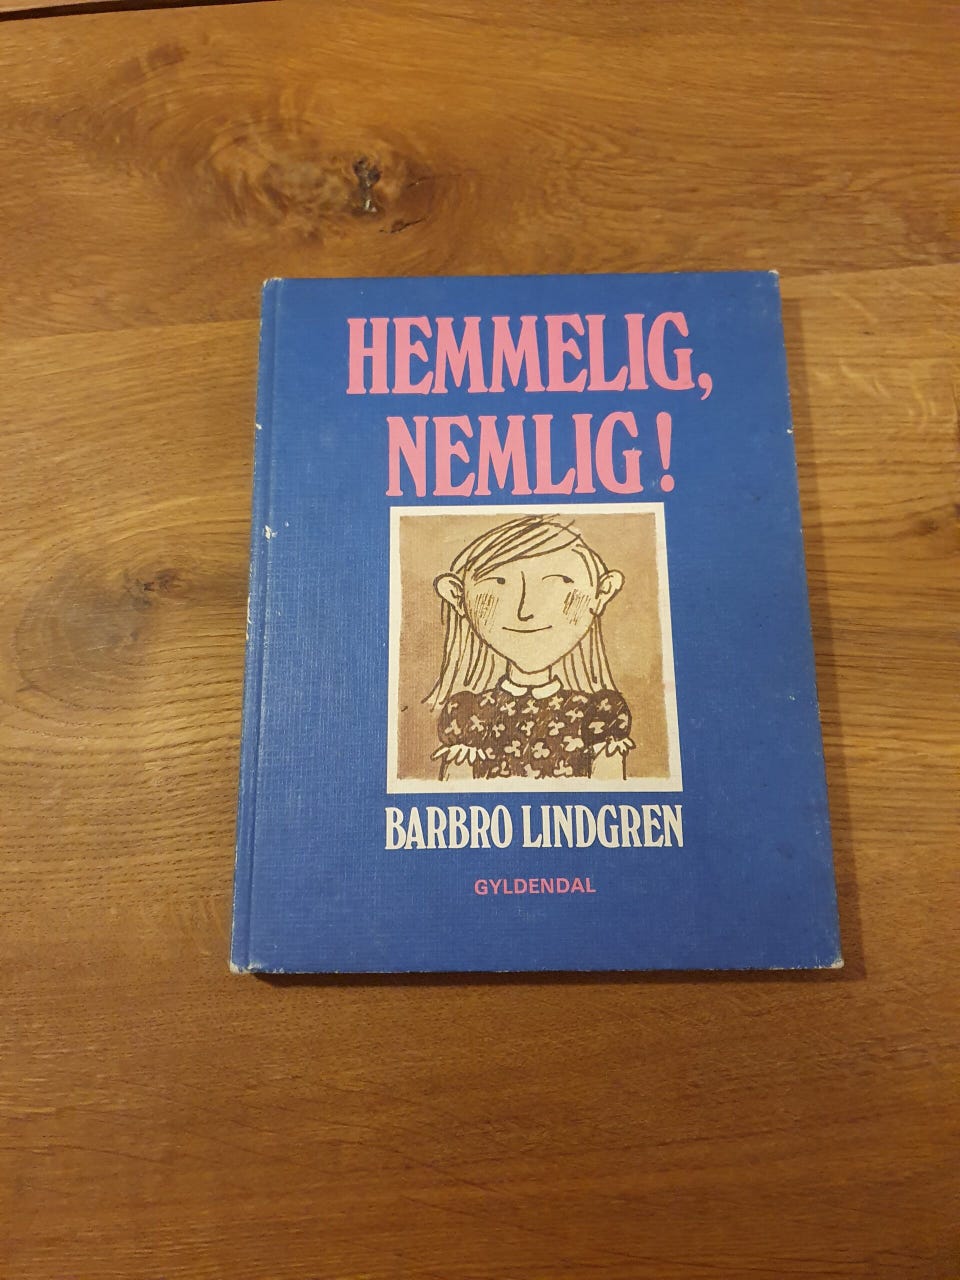 HEMMELIG,
NEMLIG!
BARBRO LINDGREN
GYLDENDAL